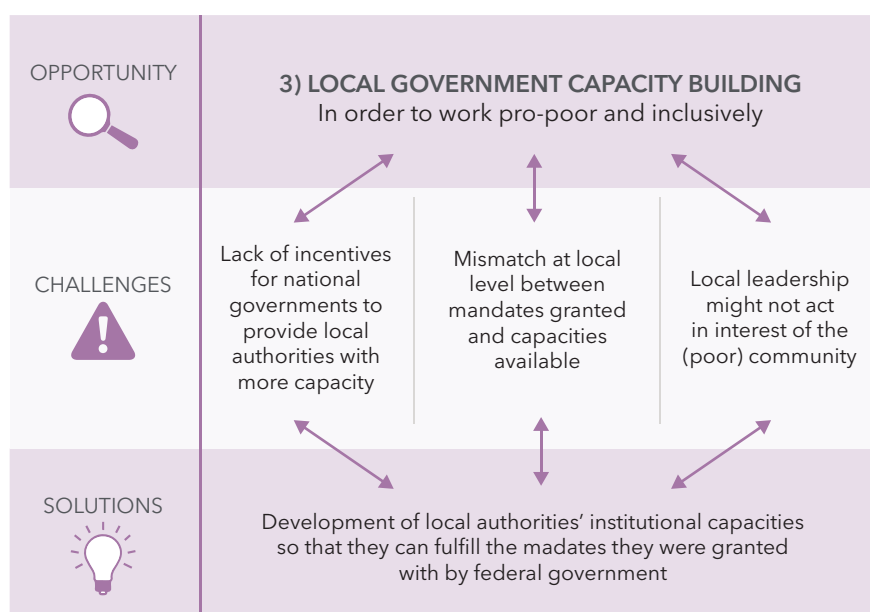 OPPORTUNITY
3) LOCAL GOVERNMENT CAPACITY BUILDING
In order to work pro-poor and inclusively
CHALLENGES
Lack of incentives
for national
governments to
provide local
authorities with
more capacity
Mismatch at local
level between
mandates granted
and capacities
available
Local leadership
might not act
in interest of the
(poor) community
SOLUTIONS
Development of local authorities’ institutional capacities
so that they can fulfill the madates they were granted
with by federal government